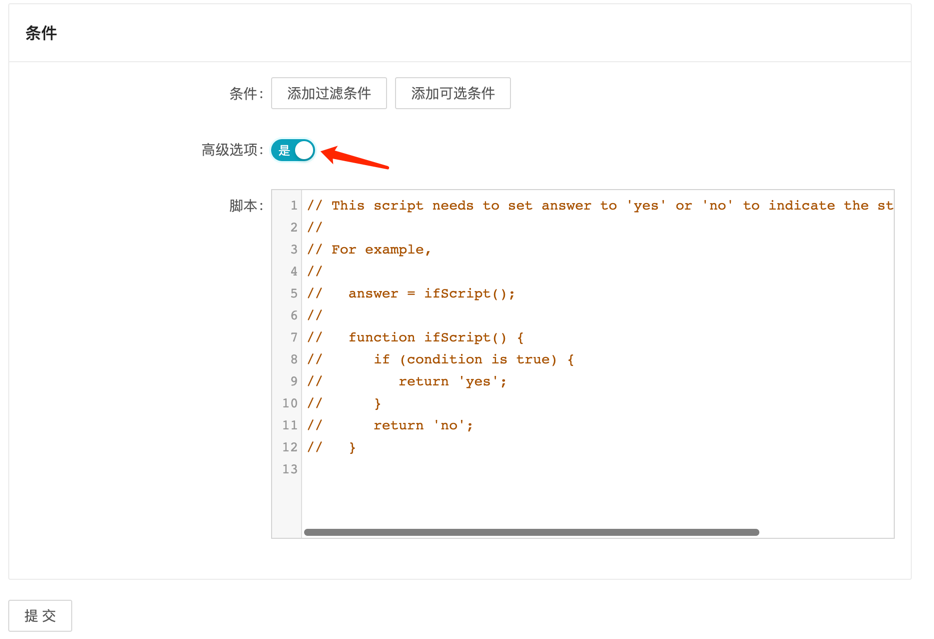 条件
条件: 添加过滤条件 添加可选条件
高级选项: 是
脚本:
1 // This script needs to set answer to 'yes' or 'no' to indicate the st
2 //
3 // For example,
4 //
5 //   answer = ifScript();
6 //
7 //   function ifScript() {
8 //      if (condition is true) {
9 //         return 'yes';
10 //      }
11 //      return 'no';
12 //   }
13
提 交